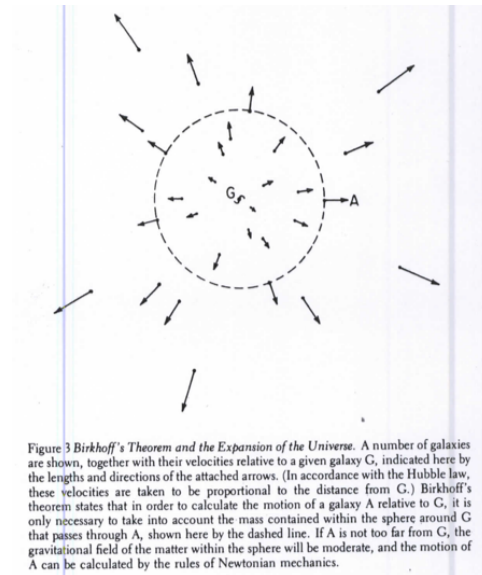 G
A
Figure 3 Birkhoff's Theorem and the Expansion of the Universe. A number of galaxies
are shown, together with their velocities relative to a given galaxy G, indicated here by
the lengths and directions of the attached arrows. (In accordance with the Hubble law,
these velocities are taken to be proportional to the distance from G.) Birkhoff's
theorem states that in order to calculate the motion of a galaxy A relative to G, it is
only necessary to take into account the mass contained within the sphere around G
that passes through A, shown here by the dashed line. If A is not too far from G, the
gravitational field of the matter within the sphere will be moderate, and the motion of
A can be calculated by the rules of Newtonian mechanics.